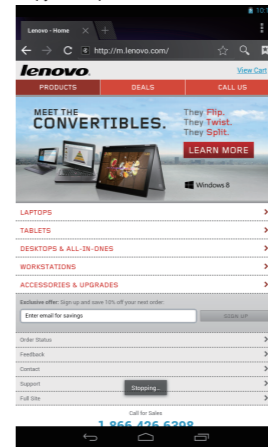 10:1
Lenovo - Home
http://m.lenovo.com/
lenovo.
View Cart
PRODUCTS DEALS CALL US
MEET THE
CONVERTIBLES.
They Flip.
They Twist.
They Split.
LEARN MORE
Windows 8
LAPTOPS
TABLETS
DESKTOPS & ALL-IN-ONES
WORKSTATIONS
ACCESSORIES & UPGRADES
Exclusive offer: Sign up and save 10% off your next order.
Enter email for savings
SIGN UP
Order Status
Feedback
Contact
Support
Stopping...
Full Site
Call for Sales
1.866.426.6398